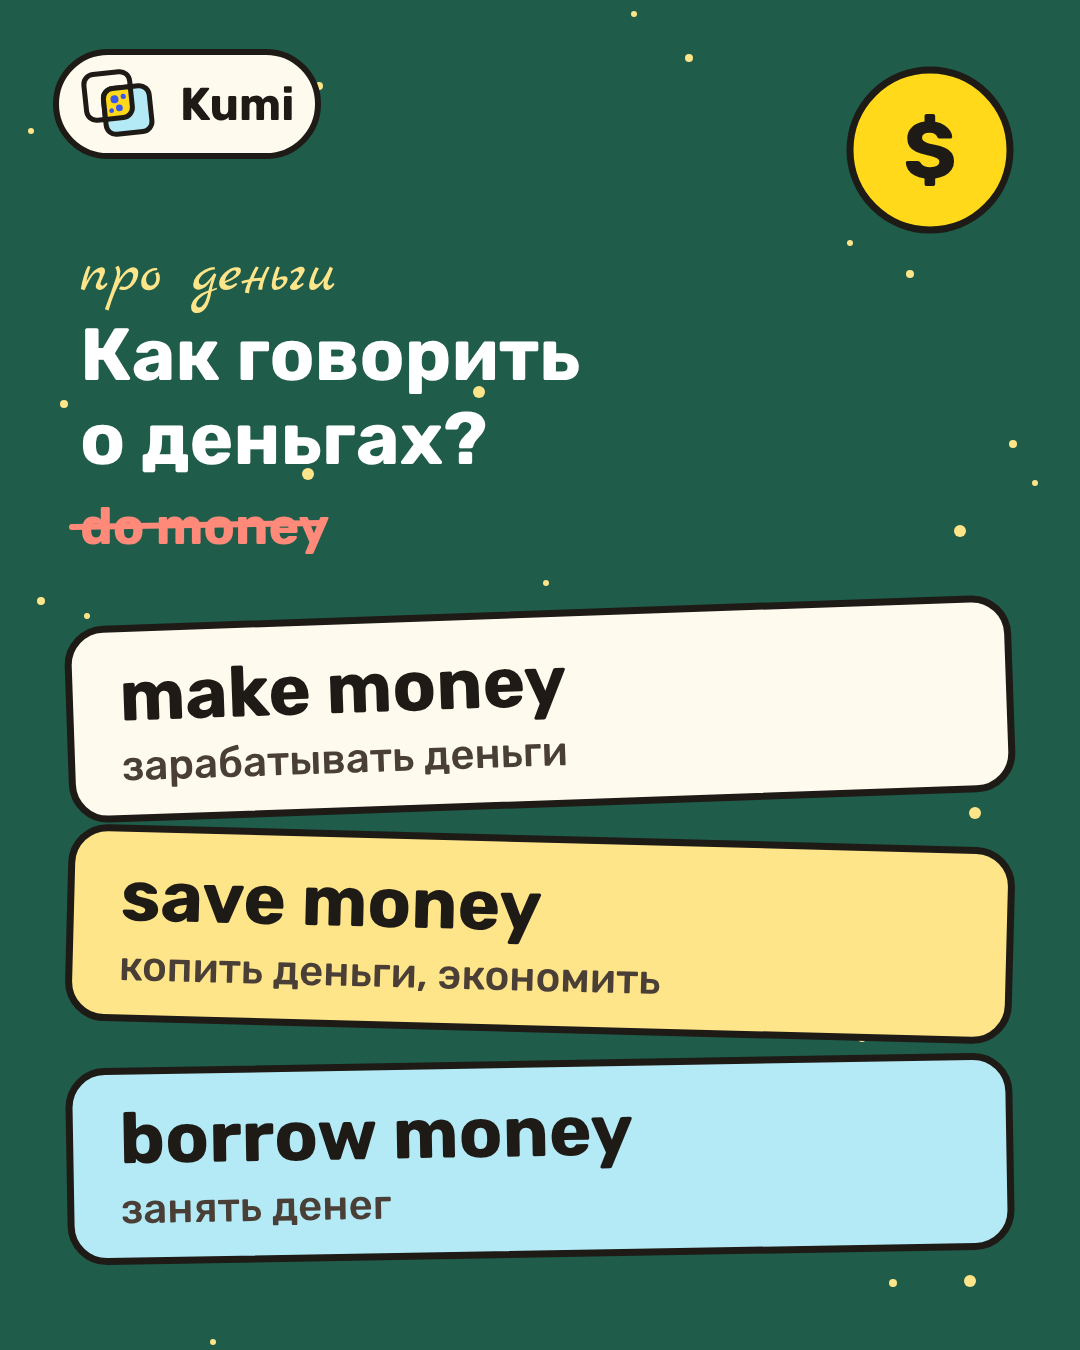 Kumi
$
про деньги
Как говорить
о деньгах?
do money
make money
зарабатывать деньги
save money
копить деньги, экономить
borrow money
занять денег